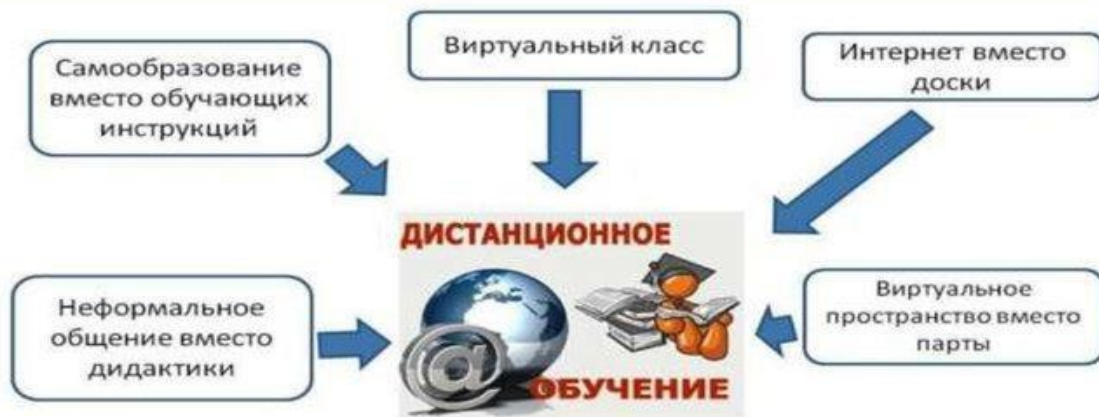 Самообразование
вместо обучающих
инструкций
Виртуальный класс
Интернет вместо
доски
ДИСТАНЦИОННОЕ
@
ОБУЧЕНИЕ
Неформальное
общение вместо
дидактики
Виртуальное
пространство вместо
парты